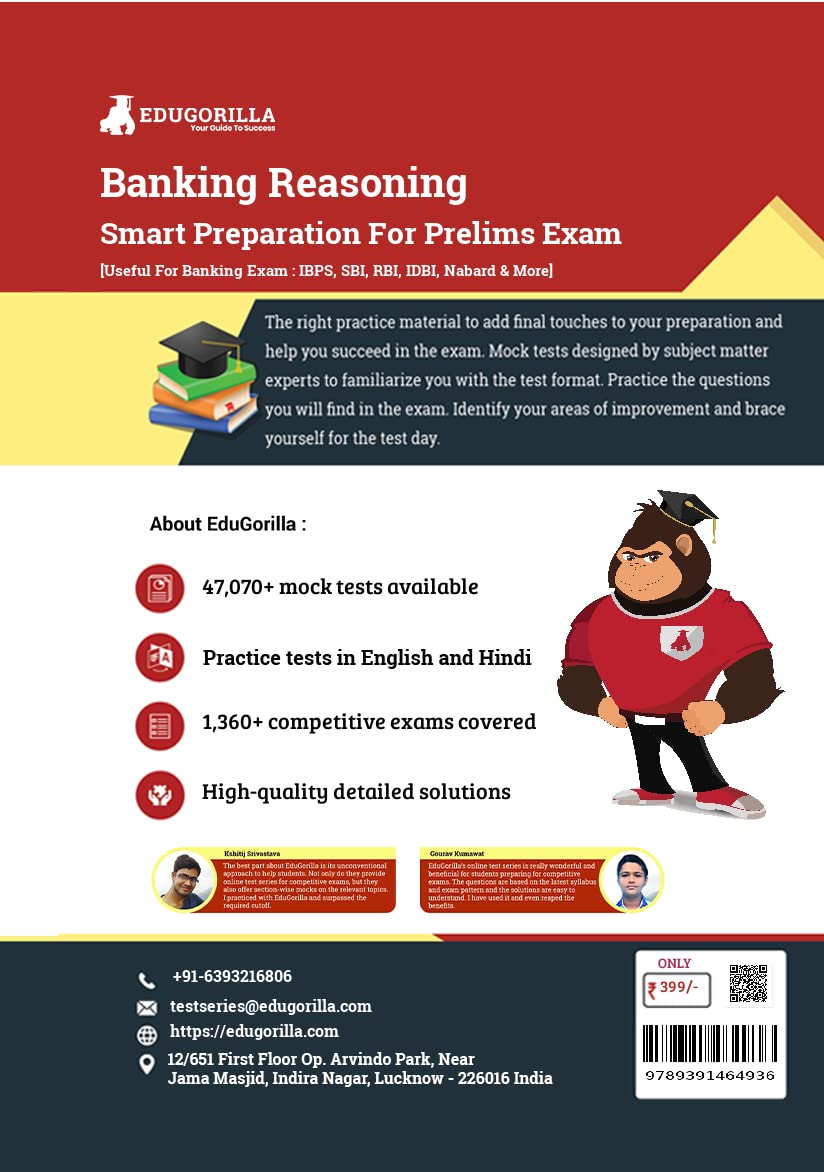 EDUGORILLA
Your Guide To Success
Banking Reasoning
Smart Preparation For Prelims Exam
[Useful For Banking Exam : IBPS, SBI, RBI, IDBI, Nabard & More]
The right practice material to add final touches to your preparation and
help you succeed in the exam. Mock tests designed by subject matter
experts to familiarize you with the test format. Practice the questions
you will find in the exam. Identify your areas of improvement and brace
yourself for the test day.
About EduGorilla :
47,070+ mock tests available
Practice tests in English and Hindi
1,360+ competitive exams covered
High-quality detailed solutions
Kshitij Srivastava
The best part about EduGorilla is its unconventional
approach to help students. Not only do they provide
online test series for competitive exams, but they
also offer section-wise mocks on the relevant topics.
I practiced with EduGorilla and surpassed the
required cutoff.
Gourav Kumawat
EduGorilla's online test series is really wonderful and
beneficial for students preparing for competitive
exams. The questions are based on the latest syllabus
and exam pattern and the solutions are easy to
understand. I have used it and even reaped the
benefits.
+91-6393216806
testseries@edugorilla.com
https://edugorilla.com
12/651 First Floor Op. Arvindo Park, Near
Jama Masjid, Indira Nagar, Lucknow - 226016 India
ONLY
₹ 399/-
9789391464936